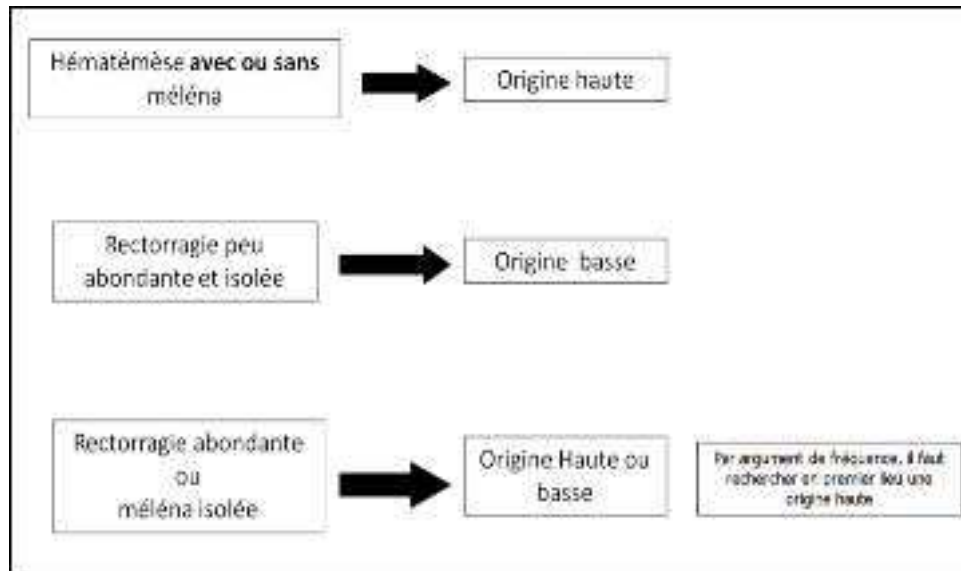 Hématémèse avec ou sans
méléna
Origine haute
Rectorragie peu
abondante et isolée
Origine basse
Rectorragie abondante
ou
méléna isolée
Origine Haute ou
basse
Par argument de fréquence, il faut
rechercher en premier lieu une
origine haute